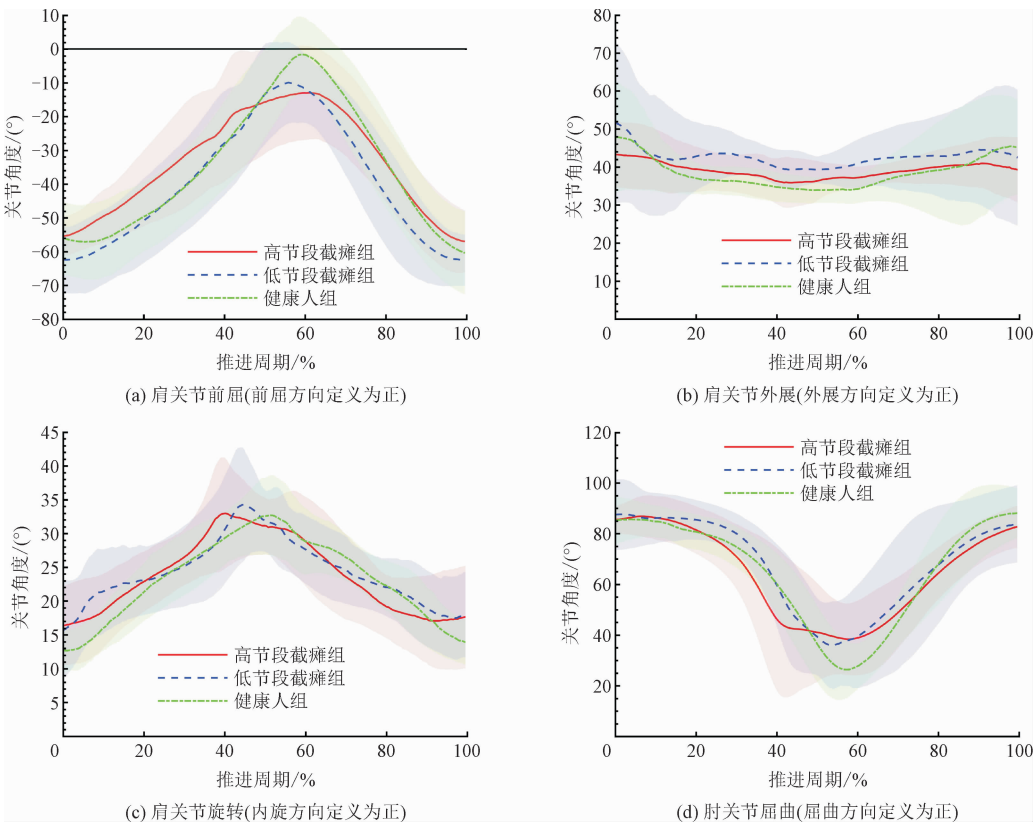 10
0
−10
−20
−30
−40
−50
−60
−70
−80
关节角度/(°)
高节段截瘫组
低节段截瘫组
健康人组
0
20
40
60
80
100
推进周期/%
(a) 肩关节前屈(前屈方向定义为正)
80
70
60
50
40
30
20
10
0
关节角度/(°)
高节段截瘫组
低节段截瘫组
健康人组
20
40
60
80
100
推进周期/%
(b) 肩关节外展(外展方向定义为正)
45
40
35
30
25
20
15
10
5
0
关节角度/(°)
高节段截瘫组
低节段截瘫组
健康人组
20
40
60
80
100
推进周期/%
(c) 肩关节旋转(内旋方向定义为正)
120
100
80
60
40
20
0
关节角度/(°)
高节段截瘫组
低节段截瘫组
健康人组
20
40
60
80
100
推进周期/%
(d) 肘关节屈曲(屈曲方向定义为正)